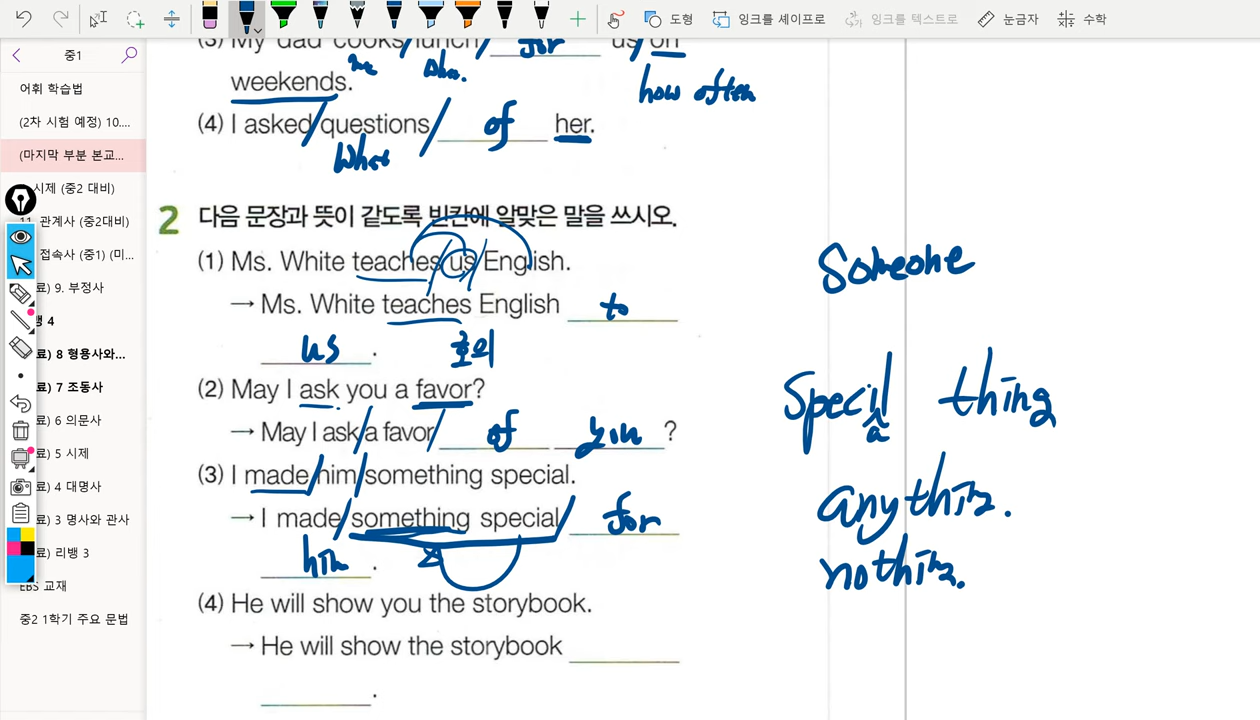 도형 잉크를 셰이프로 잉크를 텍스트로 눈금자 수학
중1
어휘 학습법
(2차 시험 예정) 10....
(마지막 부분 본교...
시제 (중2 대비)
11. 관계사 (중2대비)
접속사 (중1) (미...
료) 9. 부정사
랭 4
료) 8 형용사와...
료) 7 조동사
료) 6 의문사
료) 5 시제
료) 4 대명사
료) 3 명사와 관사
료) 리뱅 3
EBS 교재
중2 1학기 주요 문법
(3) My dad cooks/lunch/ for us/on
weekends.
how often
(4) I asked/questions/ of her.
What
2 다음 문장과 뜻이 같도록 빈칸에 알맞은 말을 쓰시오.
(1) Ms. White teaches/us/English.
→ Ms. White teaches English to
us . 호의
(2) May I ask you a favor?
→ May I ask/a favor/ of you ?
(3) I made/him/something special.
→ I made/something special/ for
him .
(4) He will show you the storybook.
→ He will show the storybook
.
Someone
Special thing
a
anything.
nothing.